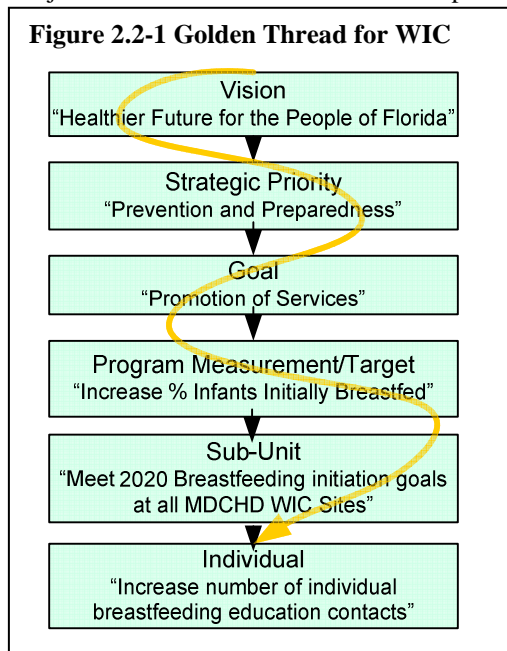 Figure 2.2-1 Golden Thread for WIC
Vision
“Healthier Future for the People of Florida”
Strategic Priority
“Prevention and Preparedness”
Goal
“Promotion of Services”
Program Measurement/Target
“Increase % Infants Initially Breastfed”
Sub-Unit
“Meet 2020 Breastfeeding initiation goals
at all MDCHD WIC Sites”
Individual
“Increase number of individual
breastfeeding education contacts”